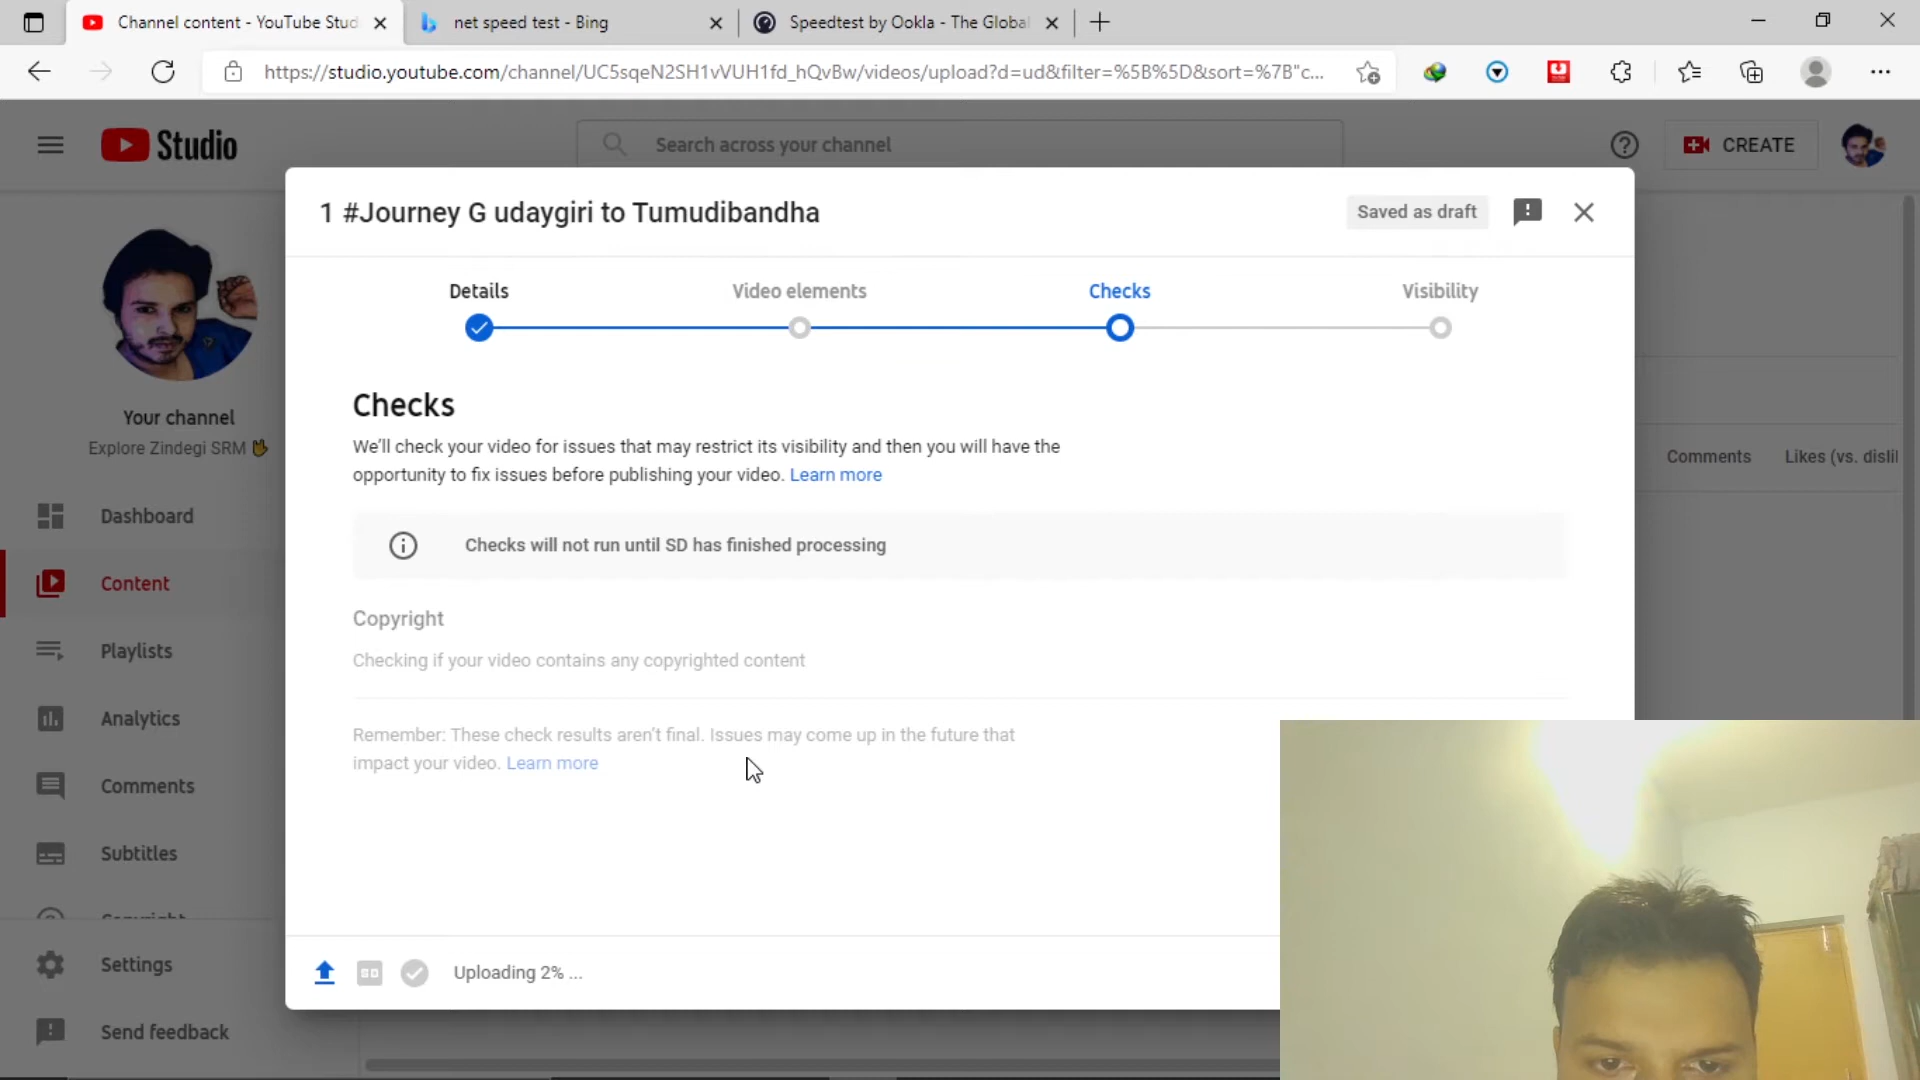 Channel content - YouTube Stud
net speed test - Bing
Speedtest by Ookla - The Global
https://studio.youtube.com/channel/UC5sqeN2SH1vVUH1fd_hQvBw/videos/upload?d=ud&filter=%5B%5D&sort=%7B"c...
Studio
Search across your channel
CREATE
1 #Journey G udaygiri to Tumudibandha
Saved as draft
Details
Video elements
Checks
Visibility
Checks
We'll check your video for issues that may restrict its visibility and then you will have the
opportunity to fix issues before publishing your video. Learn more
Checks will not run until SD has finished processing
Copyright
Checking if your video contains any copyrighted content
Remember: These check results aren't final. Issues may come up in the future that
impact your video. Learn more
Uploading 2% ...
Your channel
Explore Zindegi SRM
Dashboard
Content
Playlists
Analytics
Comments
Subtitles
Copyright
Settings
Send feedback
Comments
Likes (vs. disli